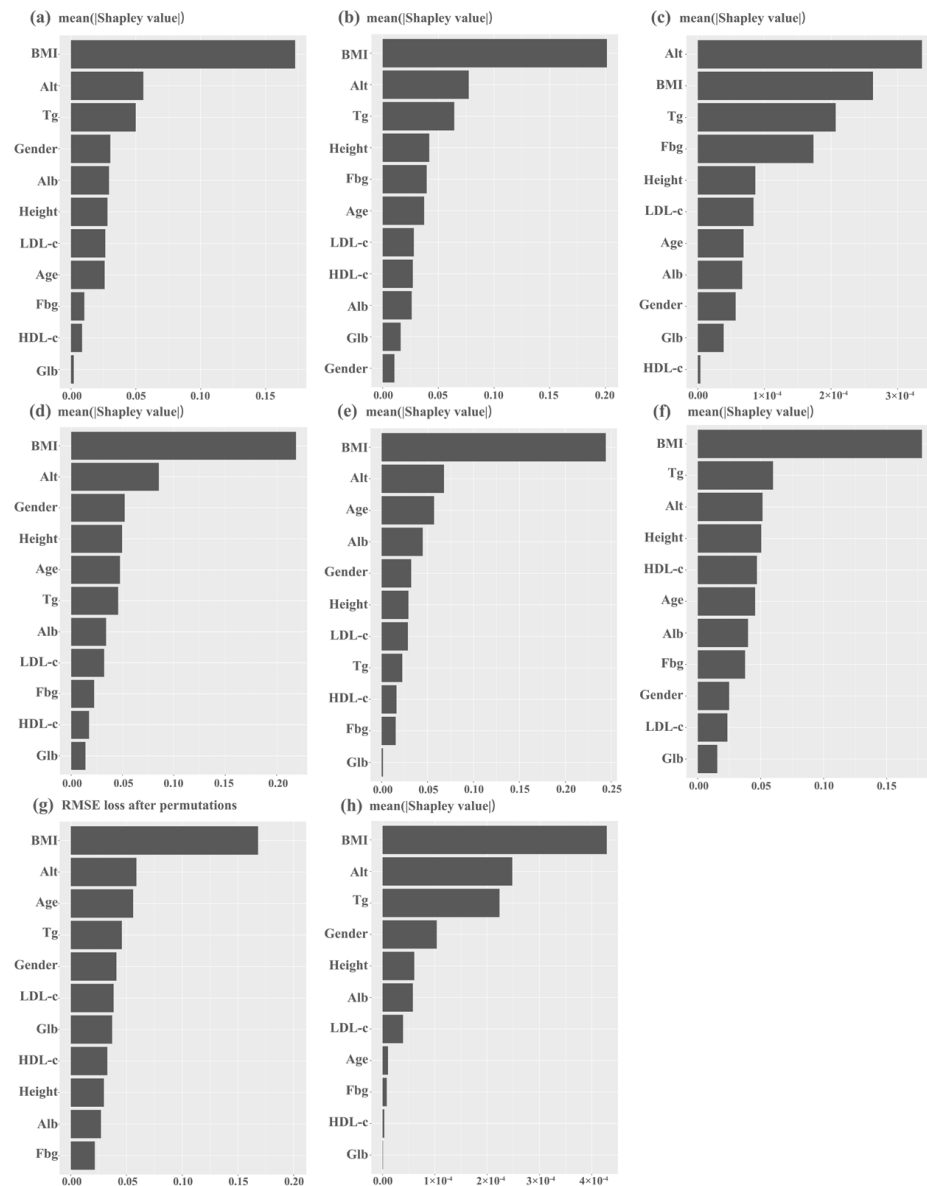 (a) mean(|Shapley value|)
BMI
Alt
Tg
Gender
Alb
Height
LDL-c
Age
Fbg
HDL-c
Glb
0.00 0.05 0.10 0.15
(b) mean(|Shapley value|)
BMI
Alt
Tg
Height
Fbg
Age
LDL-c
HDL-c
Alb
Glb
Gender
0.00 0.05 0.10 0.15 0.20
(c) mean(|Shapley value|)
Alt
BMI
Tg
Fbg
Height
LDL-c
Age
Alb
Gender
Glb
HDL-c
0.00 1×10⁻⁴ 2×10⁻⁴ 3×10⁻⁴
(d) mean(|Shapley value|)
BMI
Alt
Gender
Height
Age
Tg
Alb
LDL-c
Fbg
HDL-c
Glb
0.00 0.05 0.10 0.15 0.20
(e) mean(|Shapley value|)
BMI
Alt
Age
Alb
Gender
Height
LDL-c
Tg
HDL-c
Fbg
Glb
0.00 0.05 0.10 0.15 0.20 0.25
(f) mean(|Shapley value|)
BMI
Tg
Alt
Height
HDL-c
Age
Alb
Fbg
Gender
LDL-c
Glb
0.00 0.05 0.10 0.15
(g) RMSE loss after permutations
BMI
Alt
Age
Tg
Gender
LDL-c
Glb
HDL-c
Height
Alb
Fbg
0.00 0.05 0.10 0.15 0.20
(h) mean(|Shapley value|)
BMI
Alt
Tg
Gender
Height
Alb
LDL-c
Age
Fbg
HDL-c
Glb
0.00 1×10⁻⁴ 2×10⁻⁴ 3×10⁻⁴ 4×10⁻⁴